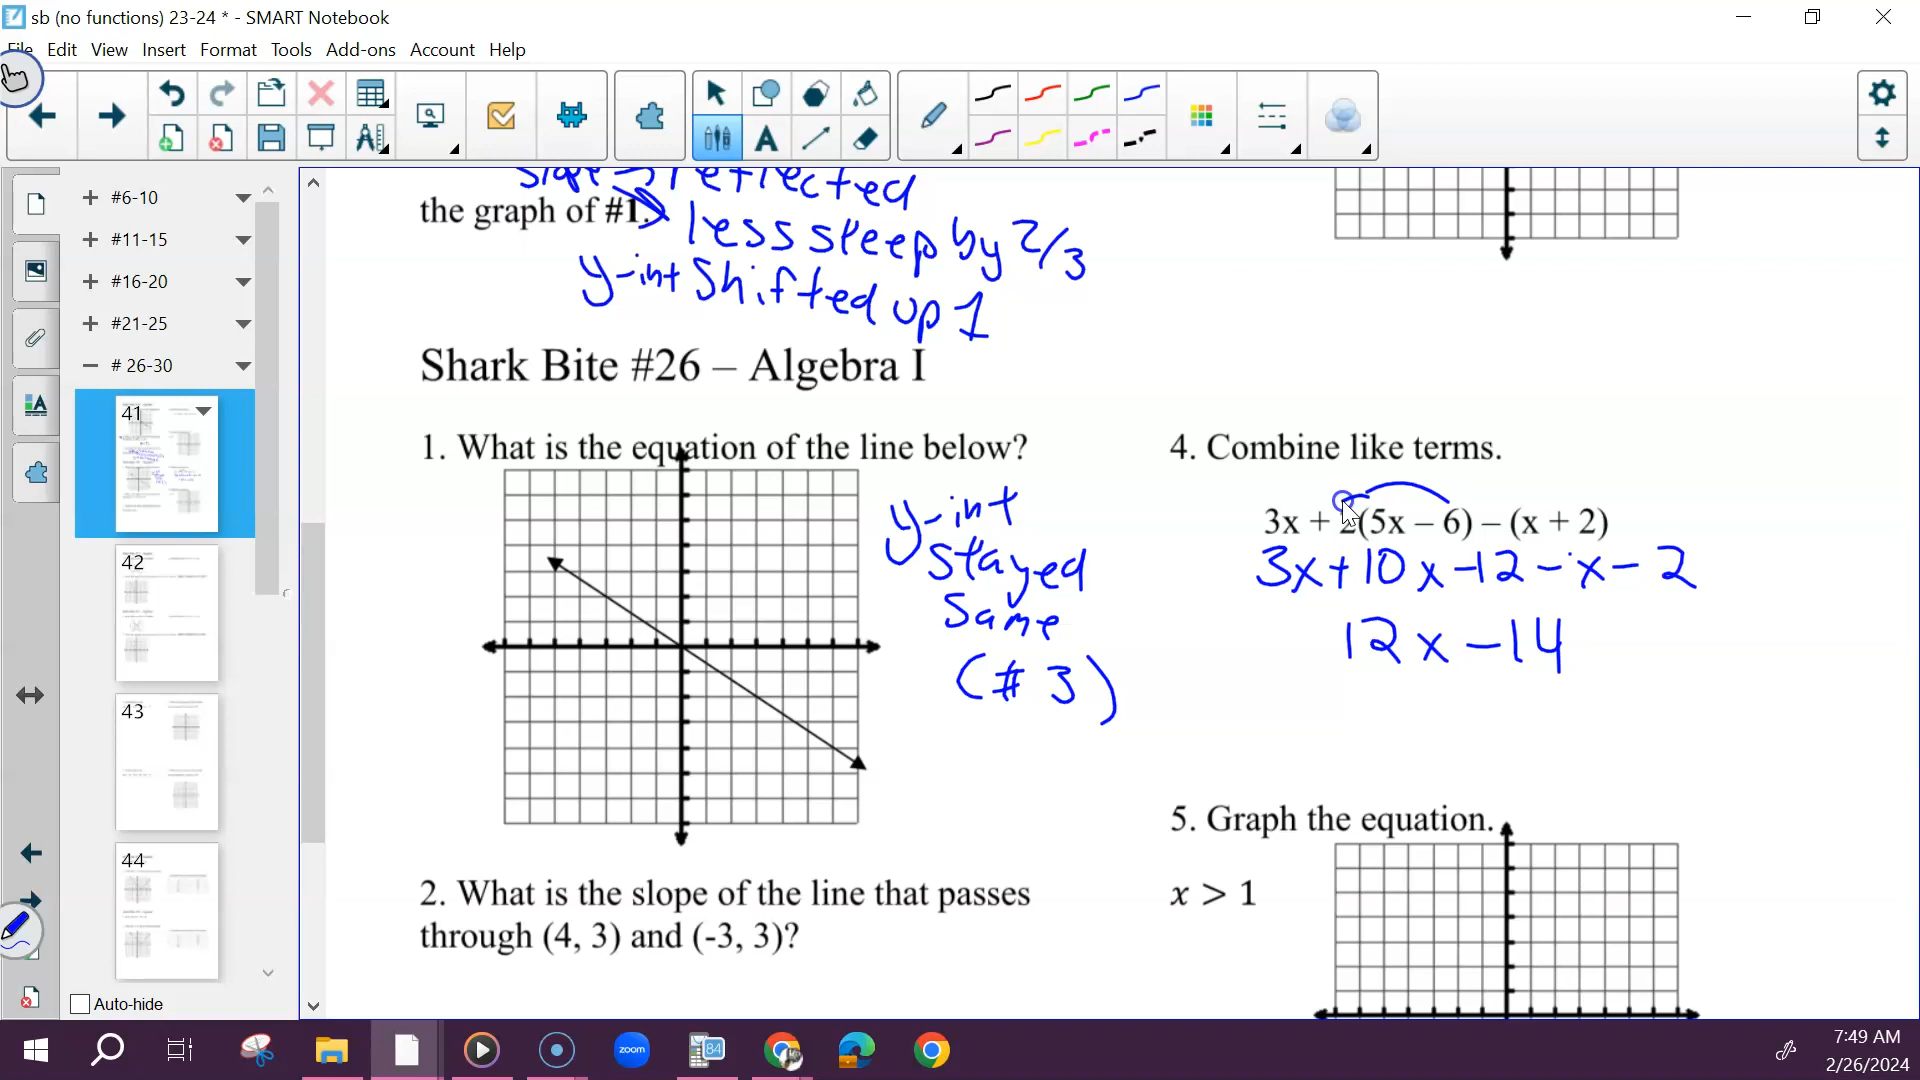 sb (no functions) 23-24 * - SMART Notebook
File Edit View Insert Format Tools Add-ons Account Help
#6-10
#11-15
#16-20
#21-25
# 26-30
41
42
43
44
Auto-hide
slope → reflected
the graph of #1.
less steep by 2/3
y-int shifted up 1
Shark Bite #26 – Algebra I
1. What is the equation of the line below?
y-int
stayed
same
(# 3)
2. What is the slope of the line that passes
through (4, 3) and (-3, 3)?
4. Combine like terms.
3x + 2(5x – 6) – (x + 2)
3x+10x-12-x-2
12x-14
5. Graph the equation.
x > 1
zoom
84
7:49 AM
2/26/2024